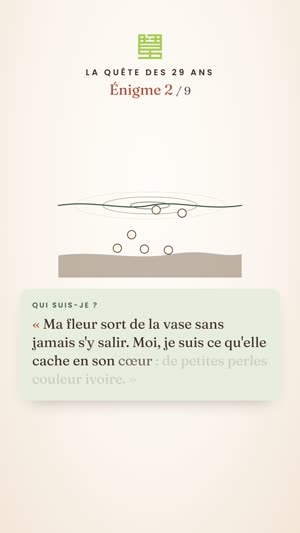 LA QUÊTE DES 29 ANS
Énigme 2 / 9
QUI SUIS-JE ?
« Ma fleur sort de la vase sans
jamais s'y salir. Moi, je suis ce qu'elle
cache en son cœur : de petites perles
couleur ivoire. »